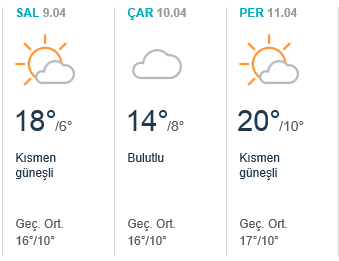 SAL 9.04
18°/6°
Kısmen
güneşli
Geç. Ort.
16°/10°
ÇAR 10.04
14°/8°
Bulutlu
Geç. Ort.
16°/10°
PER 11.04
20°/10°
Kısmen
güneşli
Geç. Ort.
17°/10°